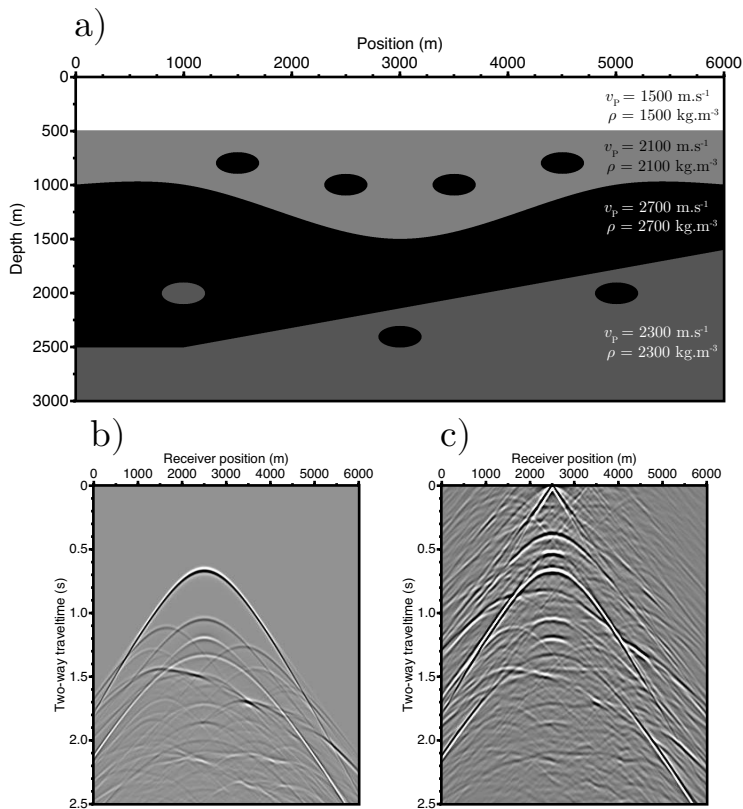 a)
Position (m)
0 1000 2000 3000 4000 5000 6000
Depth (m)
0
500
1000
1500
2000
2500
3000
v_P = 1500 m.s⁻¹
ρ = 1500 kg.m⁻³
v_P = 2100 m.s⁻¹
ρ = 2100 kg.m⁻³
v_P = 2700 m.s⁻¹
ρ = 2700 kg.m⁻³
v_P = 2300 m.s⁻¹
ρ = 2300 kg.m⁻³
b)
Receiver position (m)
0 1000 2000 3000 4000 5000 6000
Two-way traveltime (s)
0
0.5
1.0
1.5
2.0
2.5
c)
Receiver position (m)
0 1000 2000 3000 4000 5000 6000
Two-way traveltime (s)
0
0.5
1.0
1.5
2.0
2.5